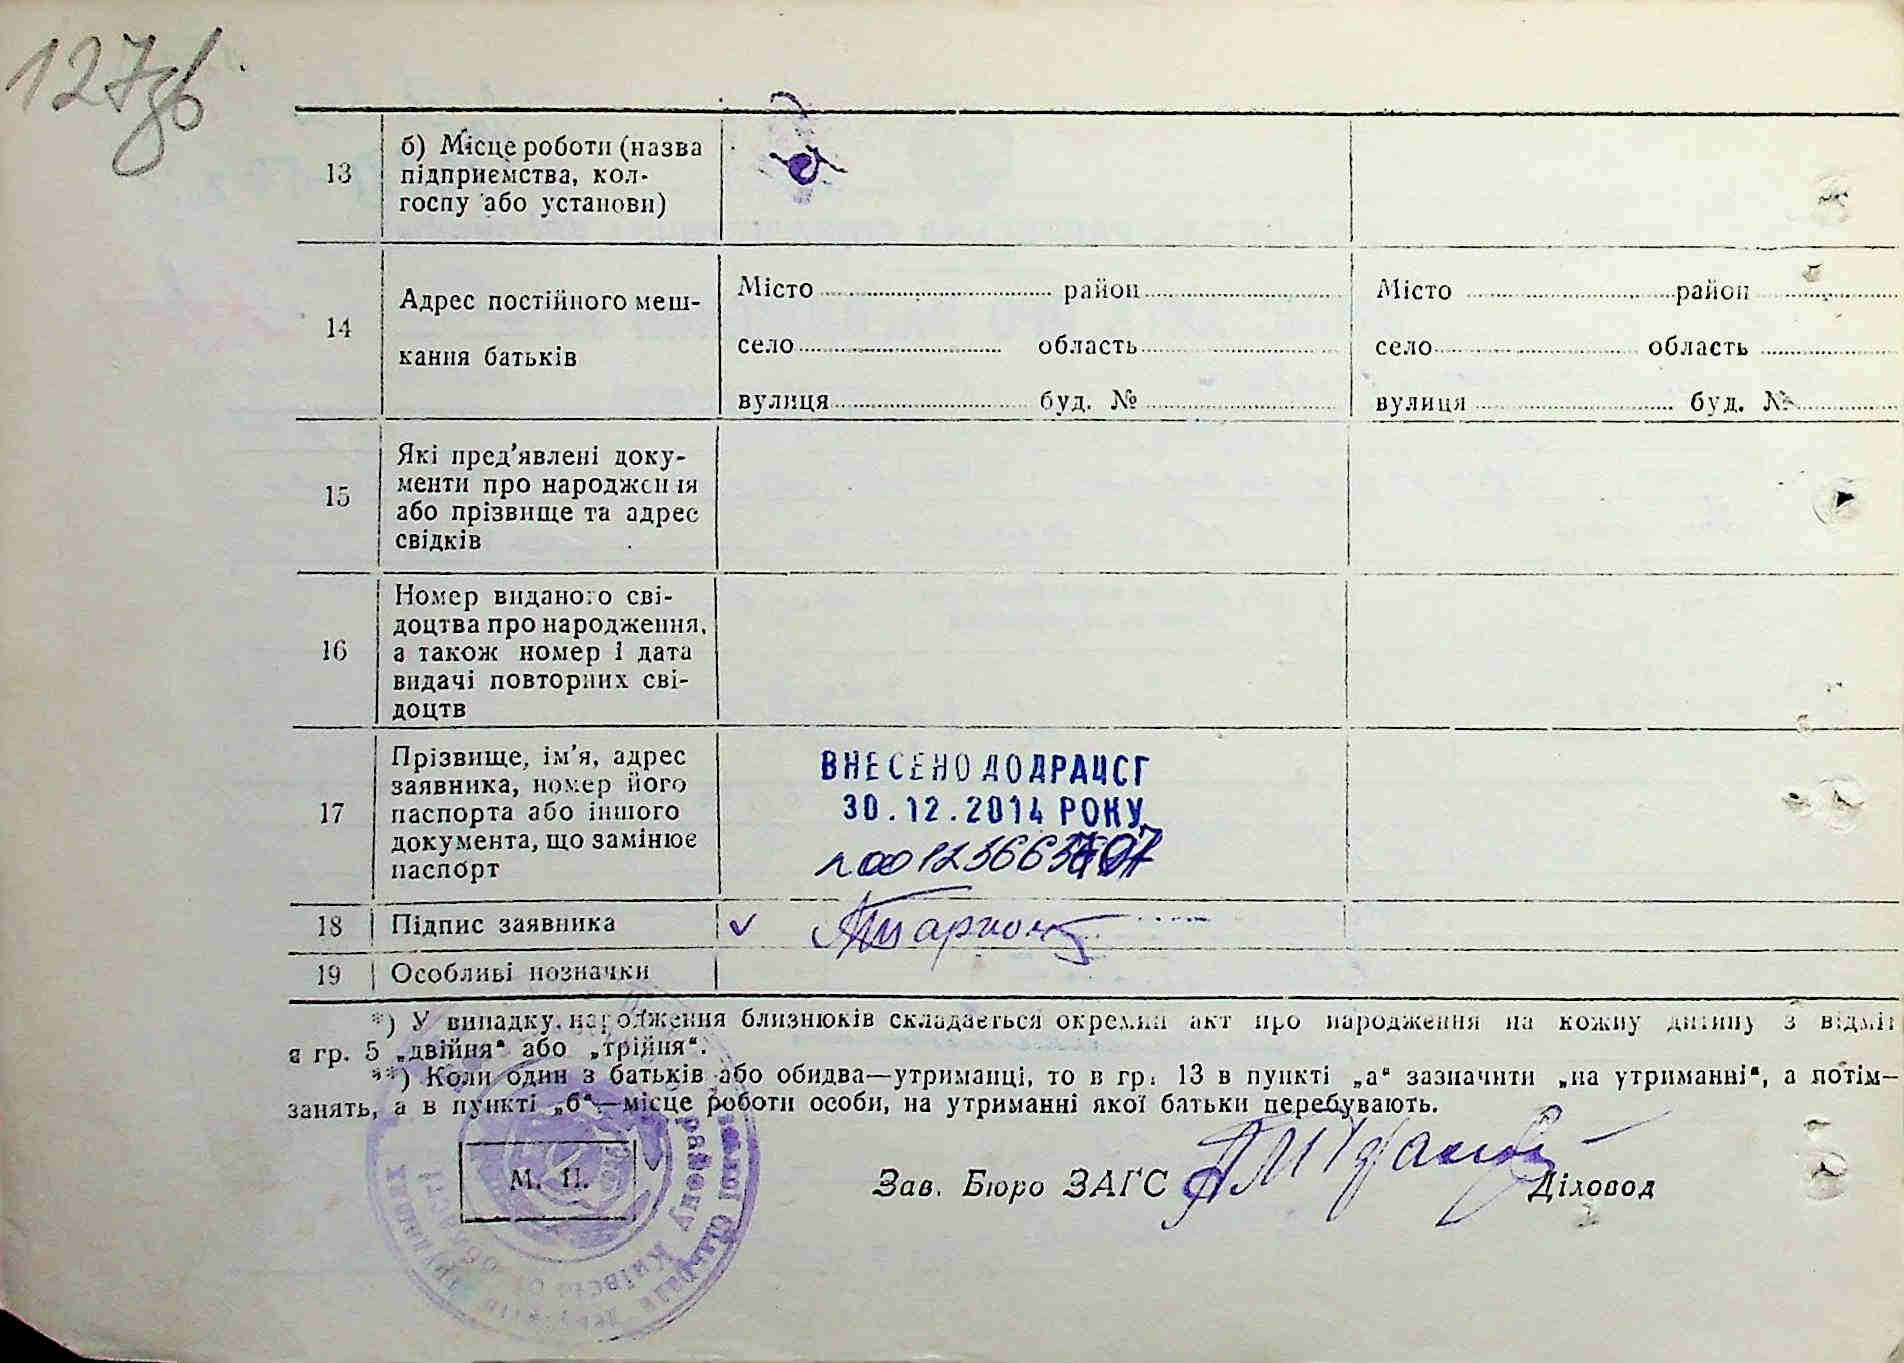 127зв.
13 б) Місце роботи (назва
підприємства, кол-
госпу або установи)
14 Адрес постійного меш-
кання батьків
Місто район Місто район
село область село область
вулиця буд. № вулиця буд. №
15 Які пред'явлені доку-
менти про народження
або прізвище та адрес
свідків
16 Номер виданого сві-
доцтва про народження,
а також номер і дата
видачі повторних сві-
доцтв
17 Прізвище, ім'я, адрес
заявника, номер його
паспорта або іншого
документа, що замінює
паспорт
ВНЕСЕНО ДО ДРАЦСГ
30.12.2014 РОКУ
18 Підпис заявника
19 Особливі позначки
*) У випадку народження близнюків складається окремий акт про народження на кожну дитину з
в гр. 5 „двійня“ або „трійня“.
**) Коли один з батьків або обидва—утриманці, то в гр. 13 в пункті „а“ зазначити „на утриманні“, а
занять, а в пункті „б“—місце роботи особи, на утриманні якої батьки перебувають.
М. П.
Зав. Бюро ЗАГС Діловод
району Київської області